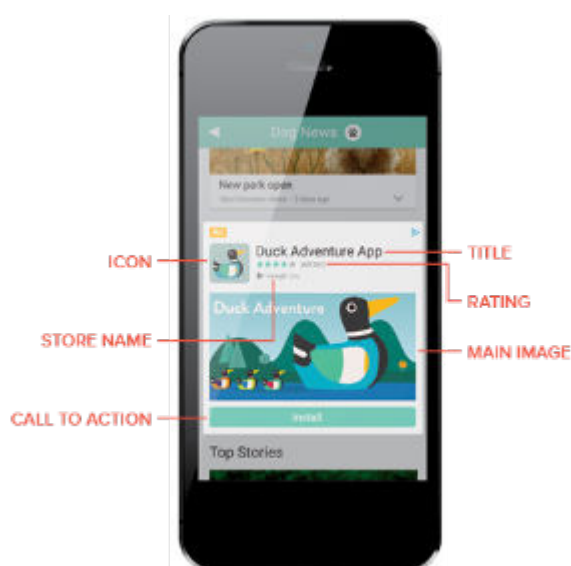 Dog News
New park open
Ad
Duck Adventure App
ICON
TITLE
RATING
Duck Adventure
STORE NAME
MAIN IMAGE
CALL TO ACTION
Install
Top Stories